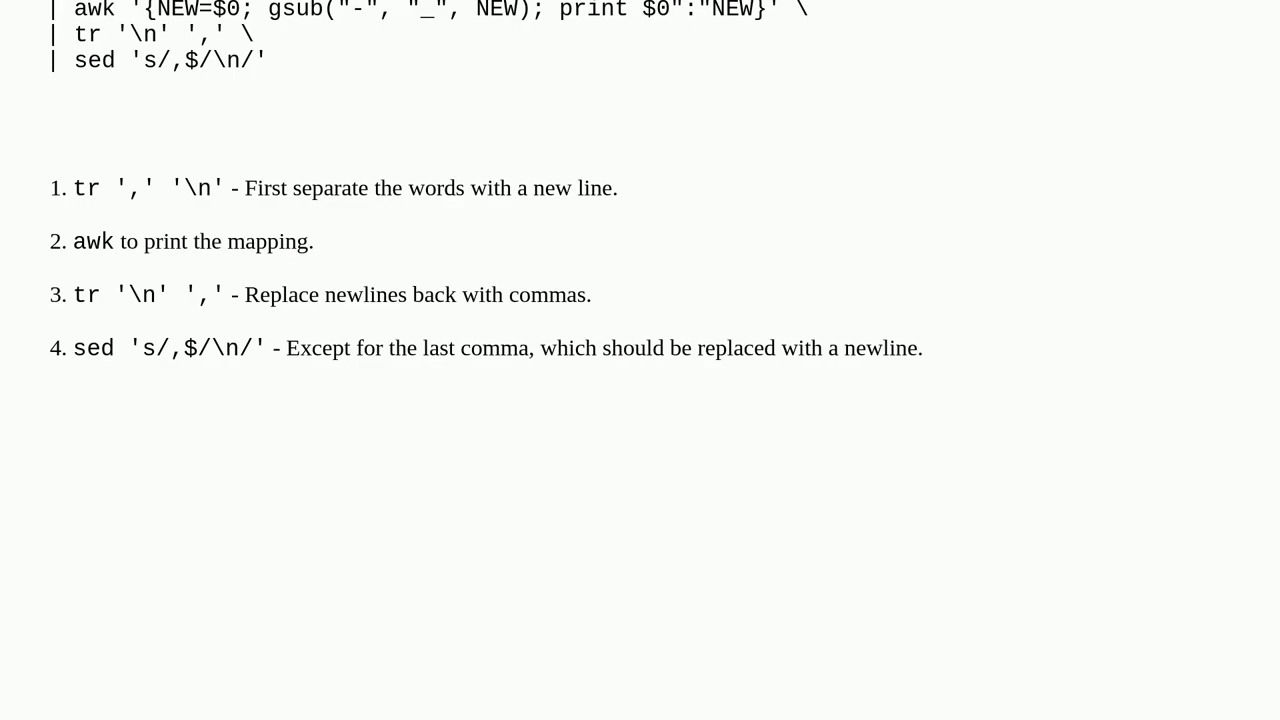 | awk '{NEW=$0; gsub("-", "_", NEW); print $0":"NEW}' \
| tr '\n' ',' \
| sed 's/,$/\n/'
1. tr ',' '\n' - First separate the words with a new line.
2. awk to print the mapping.
3. tr '\n' ',' - Replace newlines back with commas.
4. sed 's/,$/\n/' - Except for the last comma, which should be replaced with a newline.